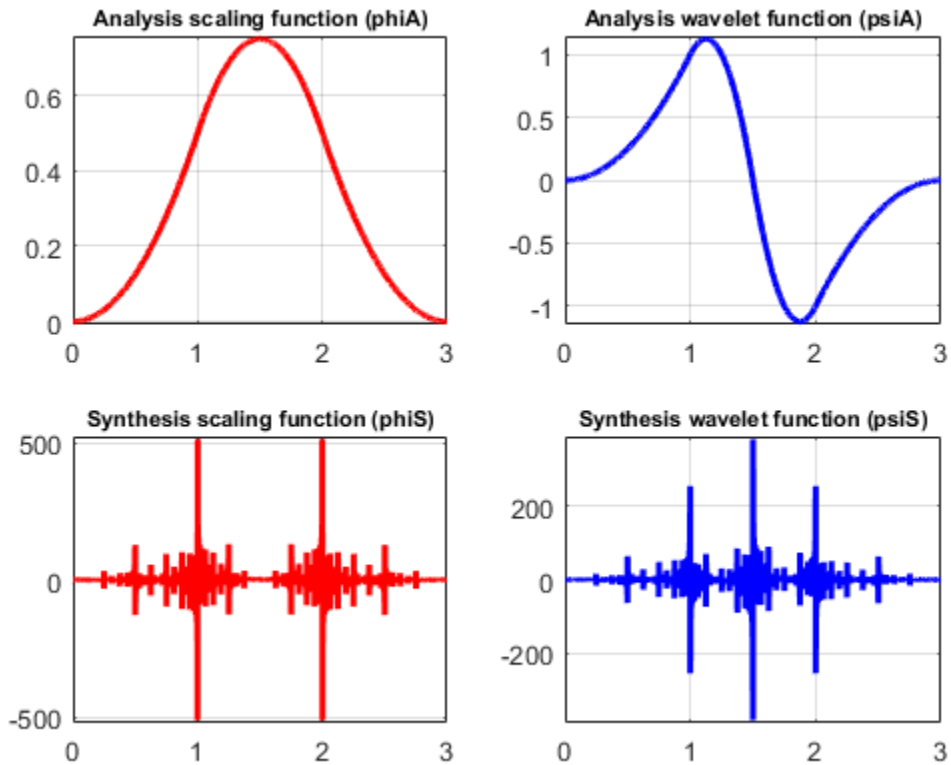 Analysis scaling function (phiA)
0.6
0.4
0.2
0
0 1 2 3
Analysis wavelet function (psiA)
1
0.5
0
-0.5
-1
0 1 2 3
Synthesis scaling function (phiS)
500
0
-500
0 1 2 3
Synthesis wavelet function (psiS)
200
0
-200
0 1 2 3